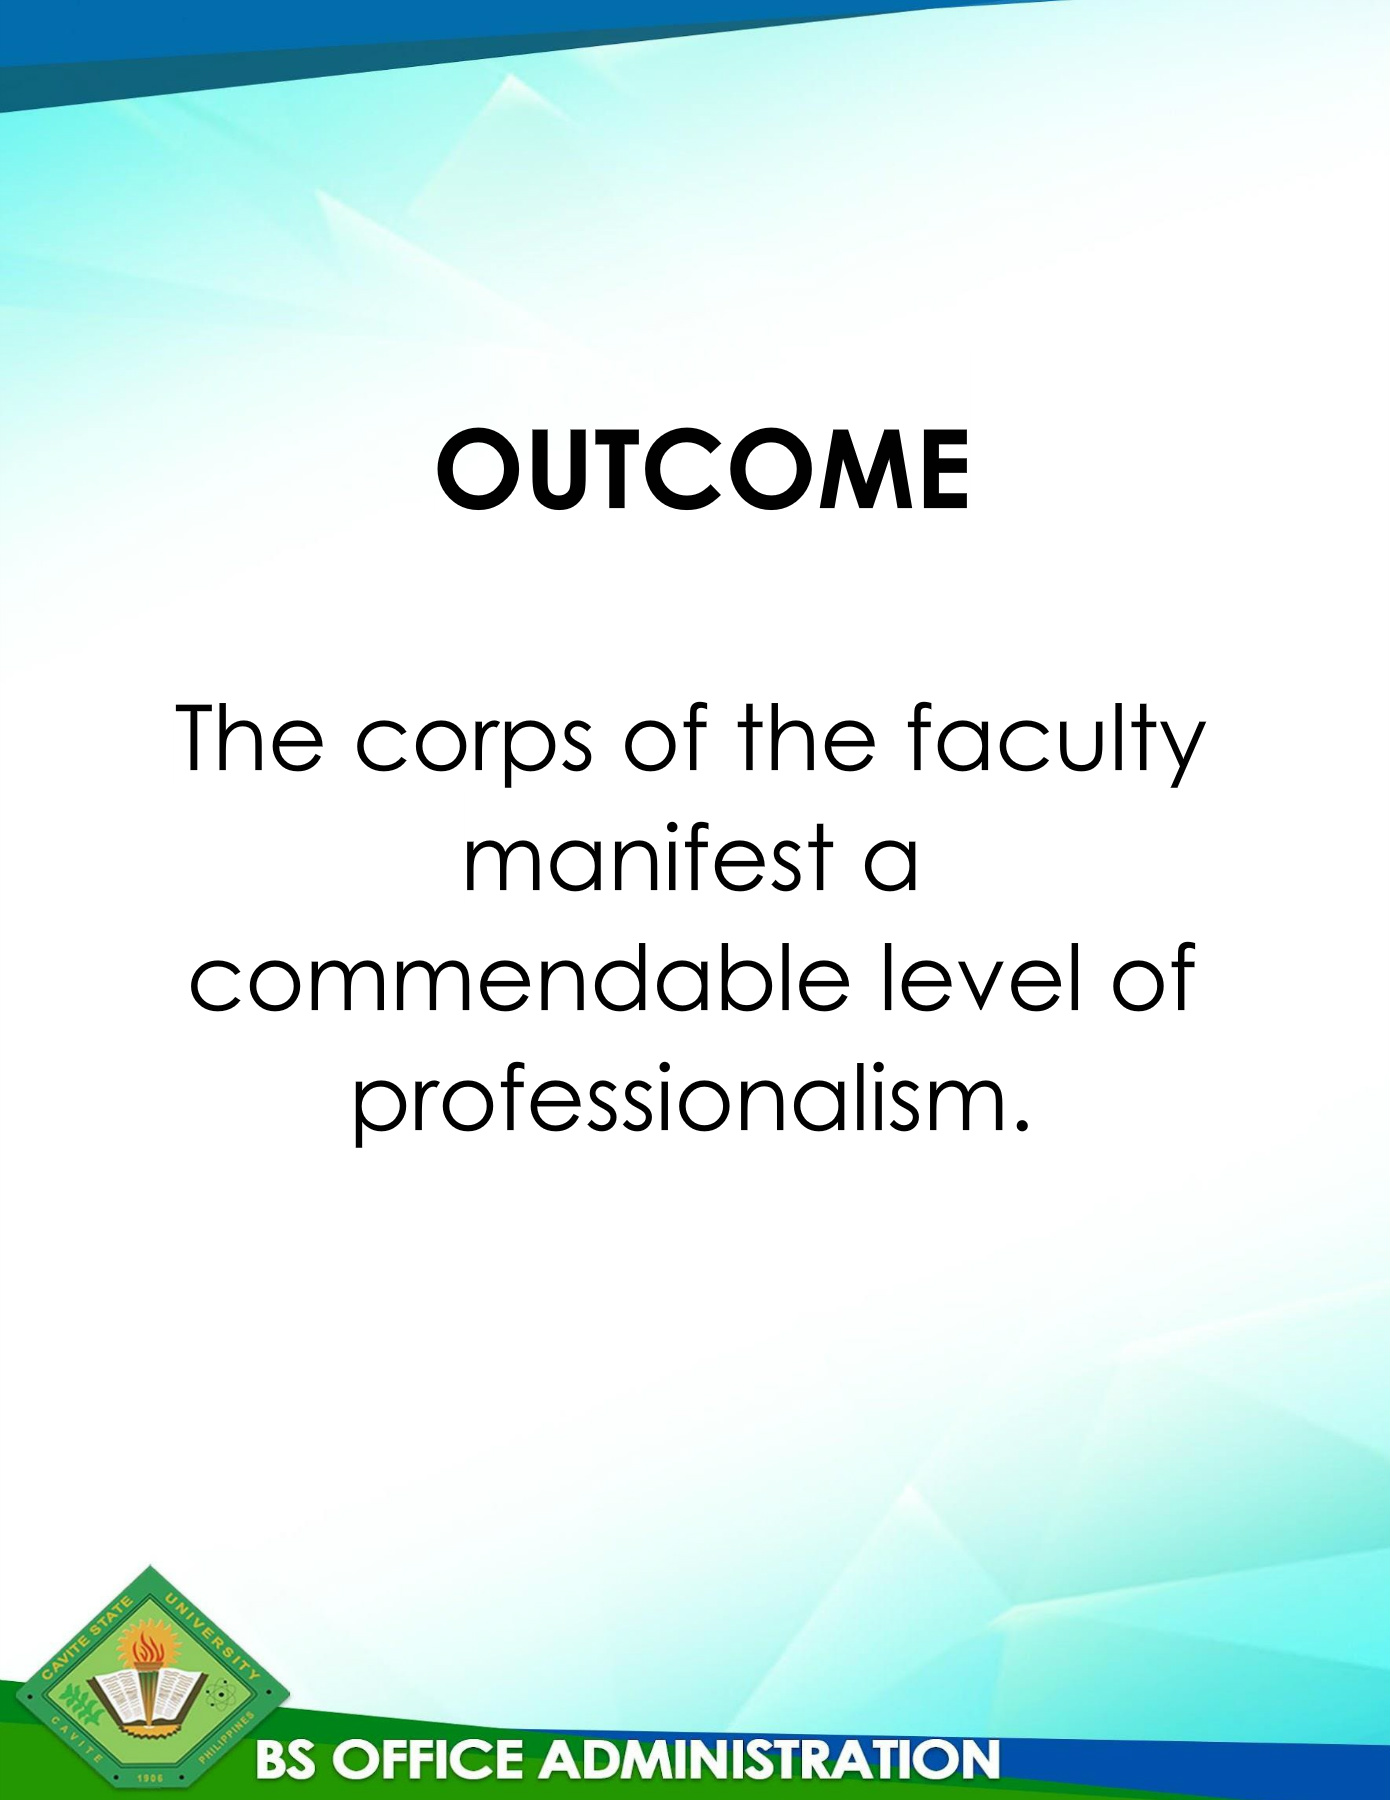 OUTCOME
The corps of the faculty
manifest a
commendable level of
professionalism.
CAVITE STATE UNIVERSITY
CAVITE PHILIPPINES
1906
BS OFFICE ADMINISTRATION